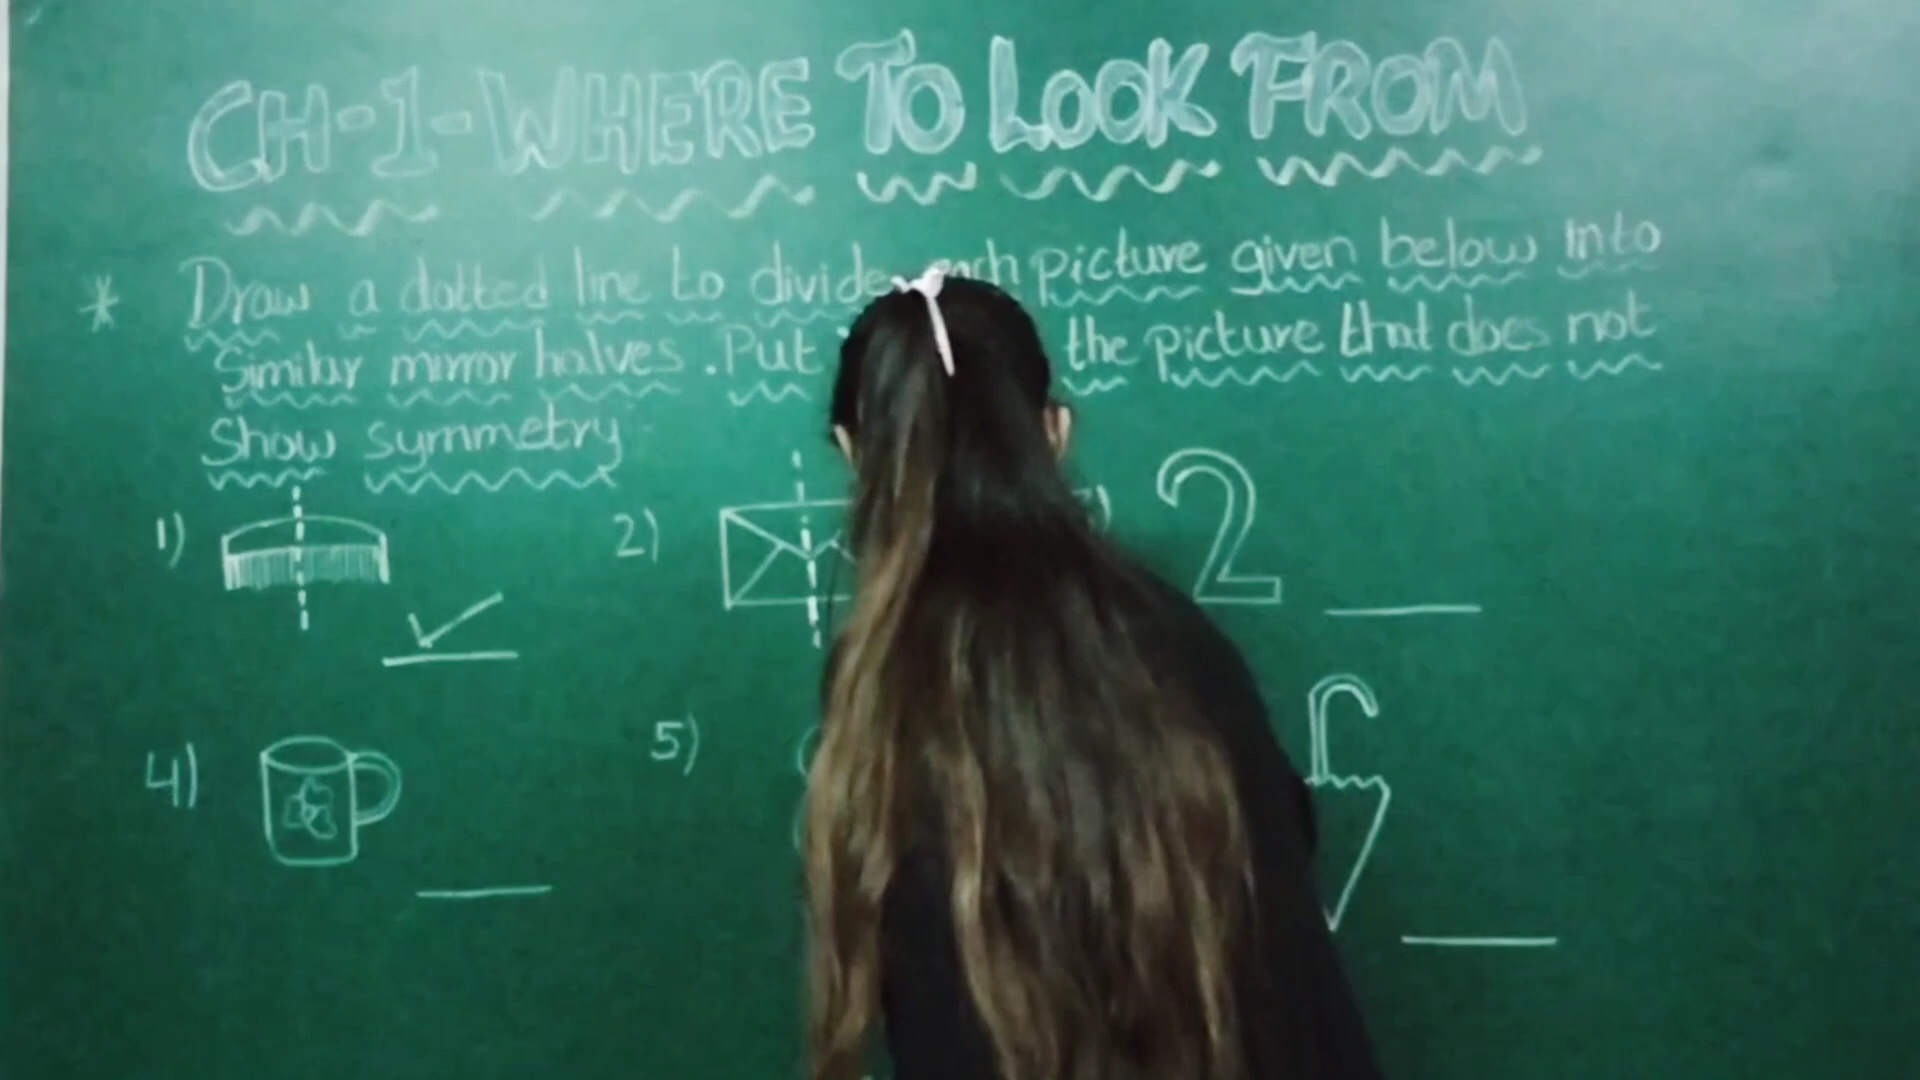 CH-1-WHERE TO LOOK FROM
* Draw a dotted line to divide each picture given below into
Similar mirror halves. Put the picture that does not
Show symmetry
1) 2) 3) 2
4) 5)